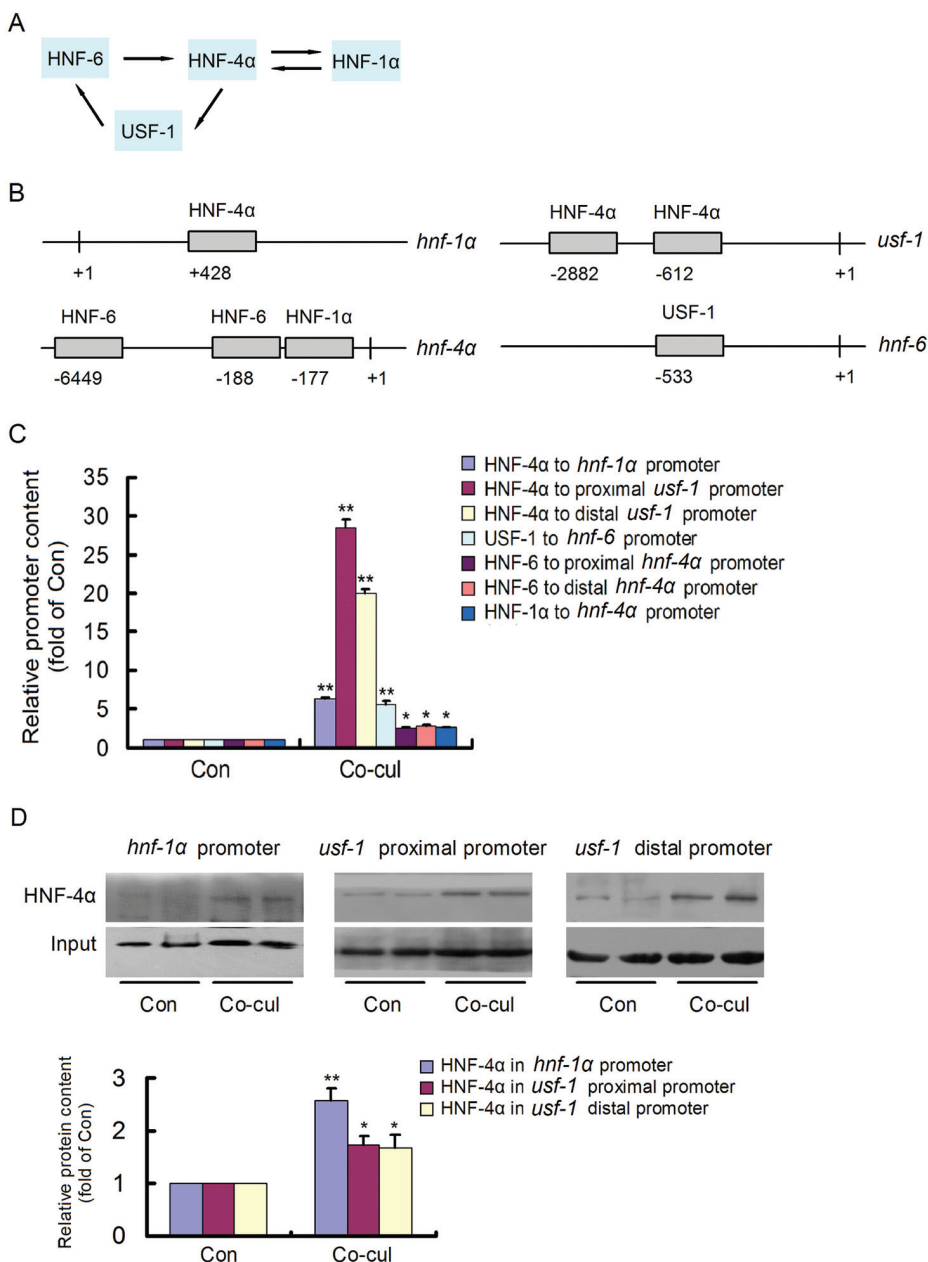 A
HNF-6
HNF-4α
HNF-1α
USF-1
B
HNF-4α
hnf-1α
+1
+428
HNF-4α
HNF-4α
usf-1
-2882
-612
+1
HNF-6
HNF-6
HNF-1α
hnf-4α
-6449
-188
-177
+1
USF-1
hnf-6
-533
+1
C
Relative promoter content
(fold of Con)
35
30
25
20
15
10
5
0
**
**
**
**
*
*
*
Con
Co-cul
HNF-4α to hnf-1α promoter
HNF-4α to proximal usf-1 promoter
HNF-4α to distal usf-1 promoter
USF-1 to hnf-6 promoter
HNF-6 to proximal hnf-4α promoter
HNF-6 to distal hnf-4α promoter
HNF-1α to hnf-4α promoter
D
hnf-1α promoter
usf-1 proximal promoter
usf-1 distal promoter
HNF-4α
Input
Con
Co-cul
Con
Co-cul
Con
Co-cul
Relative protein content
(fold of Con)
3
2
1
0
**
*
*
Con
Co-cul
HNF-4α in hnf-1α promoter
HNF-4α in usf-1 proximal promoter
HNF-4α in usf-1 distal promoter